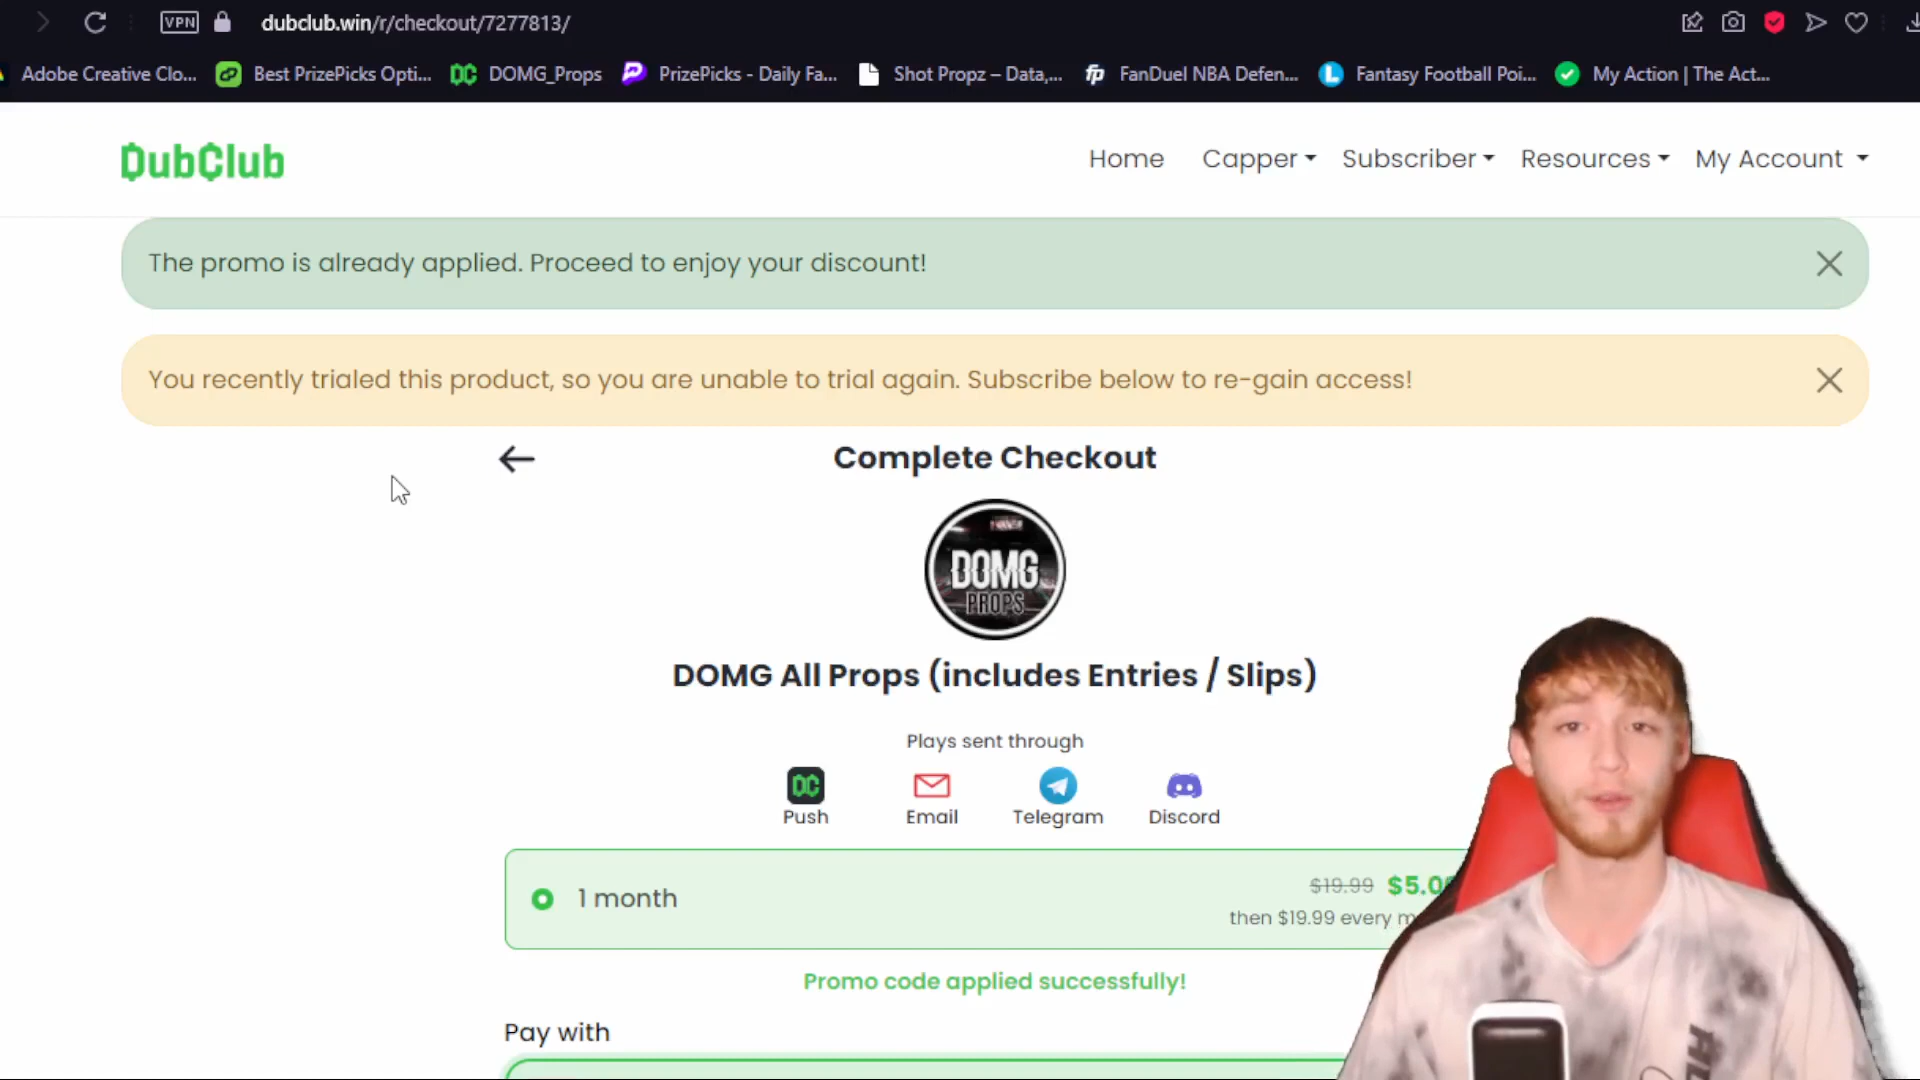 VPN dubclub.win/r/checkout/7277813/
Adobe Creative Clo... Best PrizePicks Opti... DOMG_Props PrizePicks - Daily Fa... Shot Propz – Data,... fp FanDuel NBA Defen... L Fantasy Football Poi... My Action | The Act...
DubClub Home Capper Subscriber Resources My Account
The promo is already applied. Proceed to enjoy your discount!
You recently trialed this product, so you are unable to trial again. Subscribe below to re-gain access!
Complete Checkout
DOMG
PROPS
DOMG All Props (includes Entries / Slips)
Plays sent through
DC
Push Email Telegram Discord
1 month $19.99 $5.0
then $19.99 every m
Promo code applied successfully!
Pay with